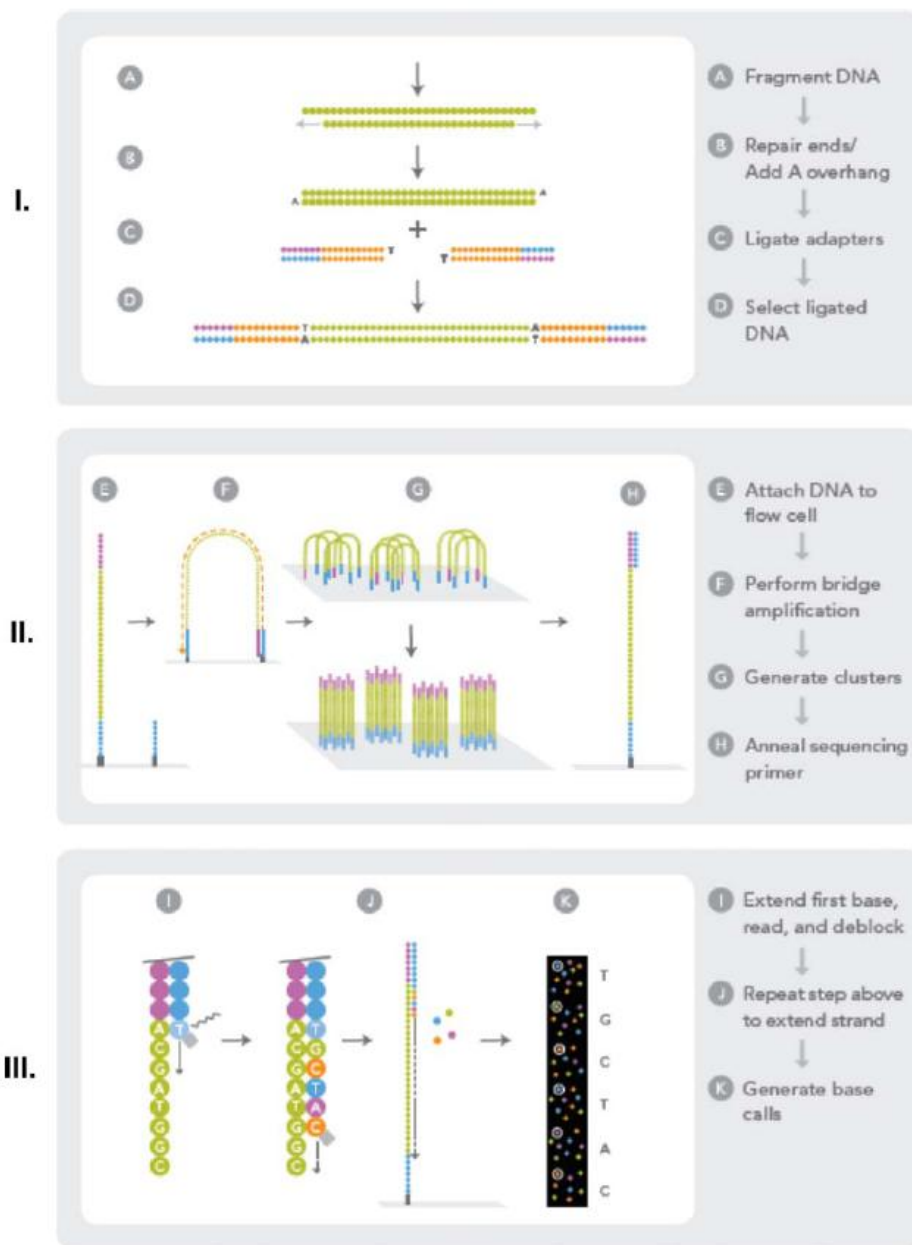 I.
A
B
A
A
C
+
T
T
D
T
A
A
T
A Fragment DNA
B Repair ends/
Add A overhang
C Ligate adapters
D Select ligated
DNA
II.
E
F
G
H
E Attach DNA to
flow cell
F Perform bridge
amplification
G Generate clusters
H Anneal sequencing
primer
III.
I
J
K
A T
C
G
A
T
G
G
C
A T
C G
G C
A T
T A
G C
G
C
T
G
C
T
A
C
I Extend first base,
read, and deblock
J Repeat step above
to extend strand
K Generate base
calls